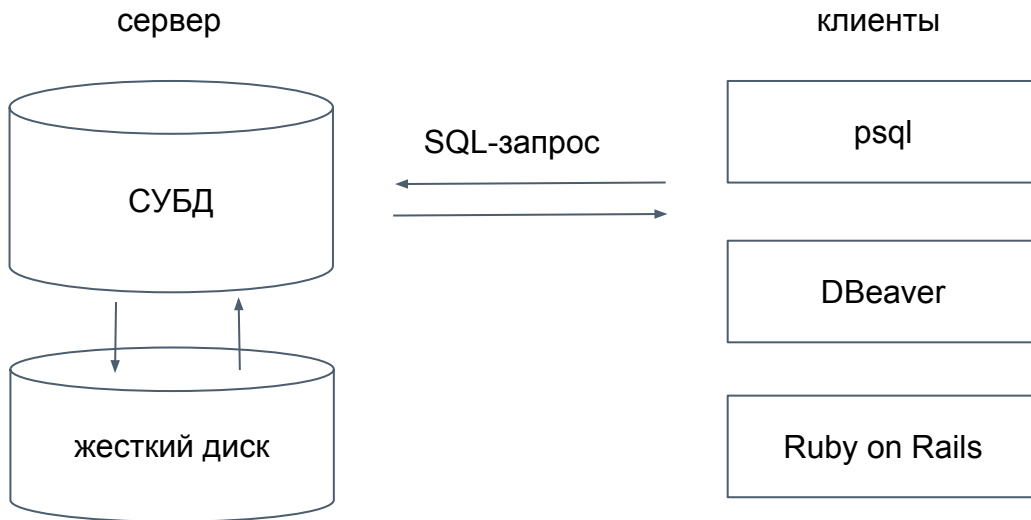 сервер
клиенты
psql
SQL-запрос
СУБД
DBeaver
жесткий диск
Ruby on Rails